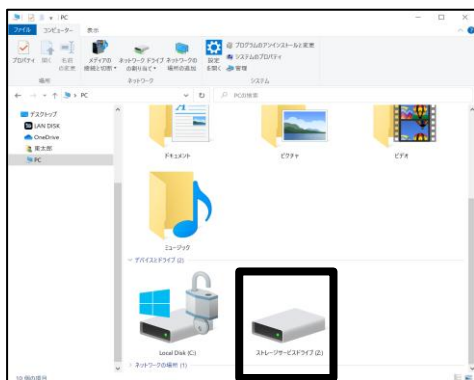 PC
ファイル コンピューター 表示
プロパティ 開く 名前の変更 メディアの接続と切断 ネットワーク ドライブの割り当て ネットワークの場所の追加 設定を開く プログラムのアンインストールと変更
システムのプロパティ
管理
場所 ネットワーク システム
PC PCの検索
デスクトップ
LAN DISK
OneDrive
PC
ドキュメント ピクチャ ビデオ
ミュージック
デバイスとドライブ (2)
Local Disk (C:) ストレージサービスドライブ (Z:)
ネットワークの場所 (1)